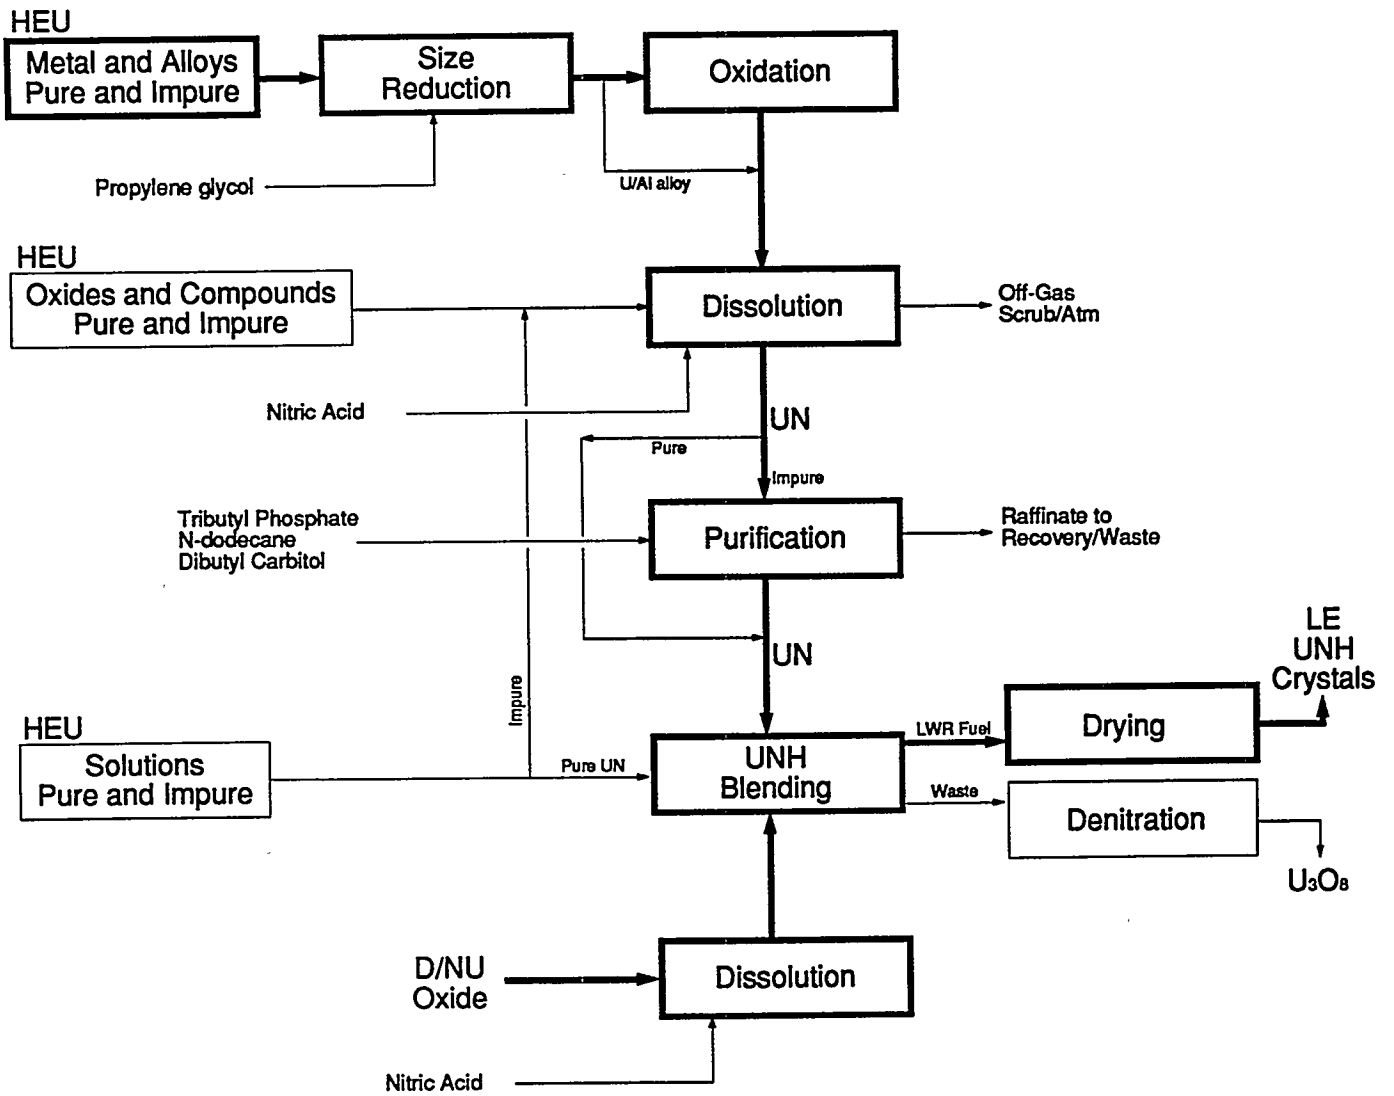 HEU
Metal and Alloys
Pure and Impure
Size
Reduction
Oxidation
Propylene glycol
U/Al alloy
HEU
Oxides and Compounds
Pure and Impure
Dissolution
Off-Gas
Scrub/Atm
Nitric Acid
UN
Pure
Impure
Tributyl Phosphate
N-dodecane
Dibutyl Carbitol
Purification
Raffinate to
Recovery/Waste
UN
Impure
LE
UNH
Crystals
HEU
Solutions
Pure and Impure
Pure UN
UNH
Blending
LWR Fuel
Drying
Waste
Denitration
U₃O₈
D/NU
Oxide
Dissolution
Nitric Acid